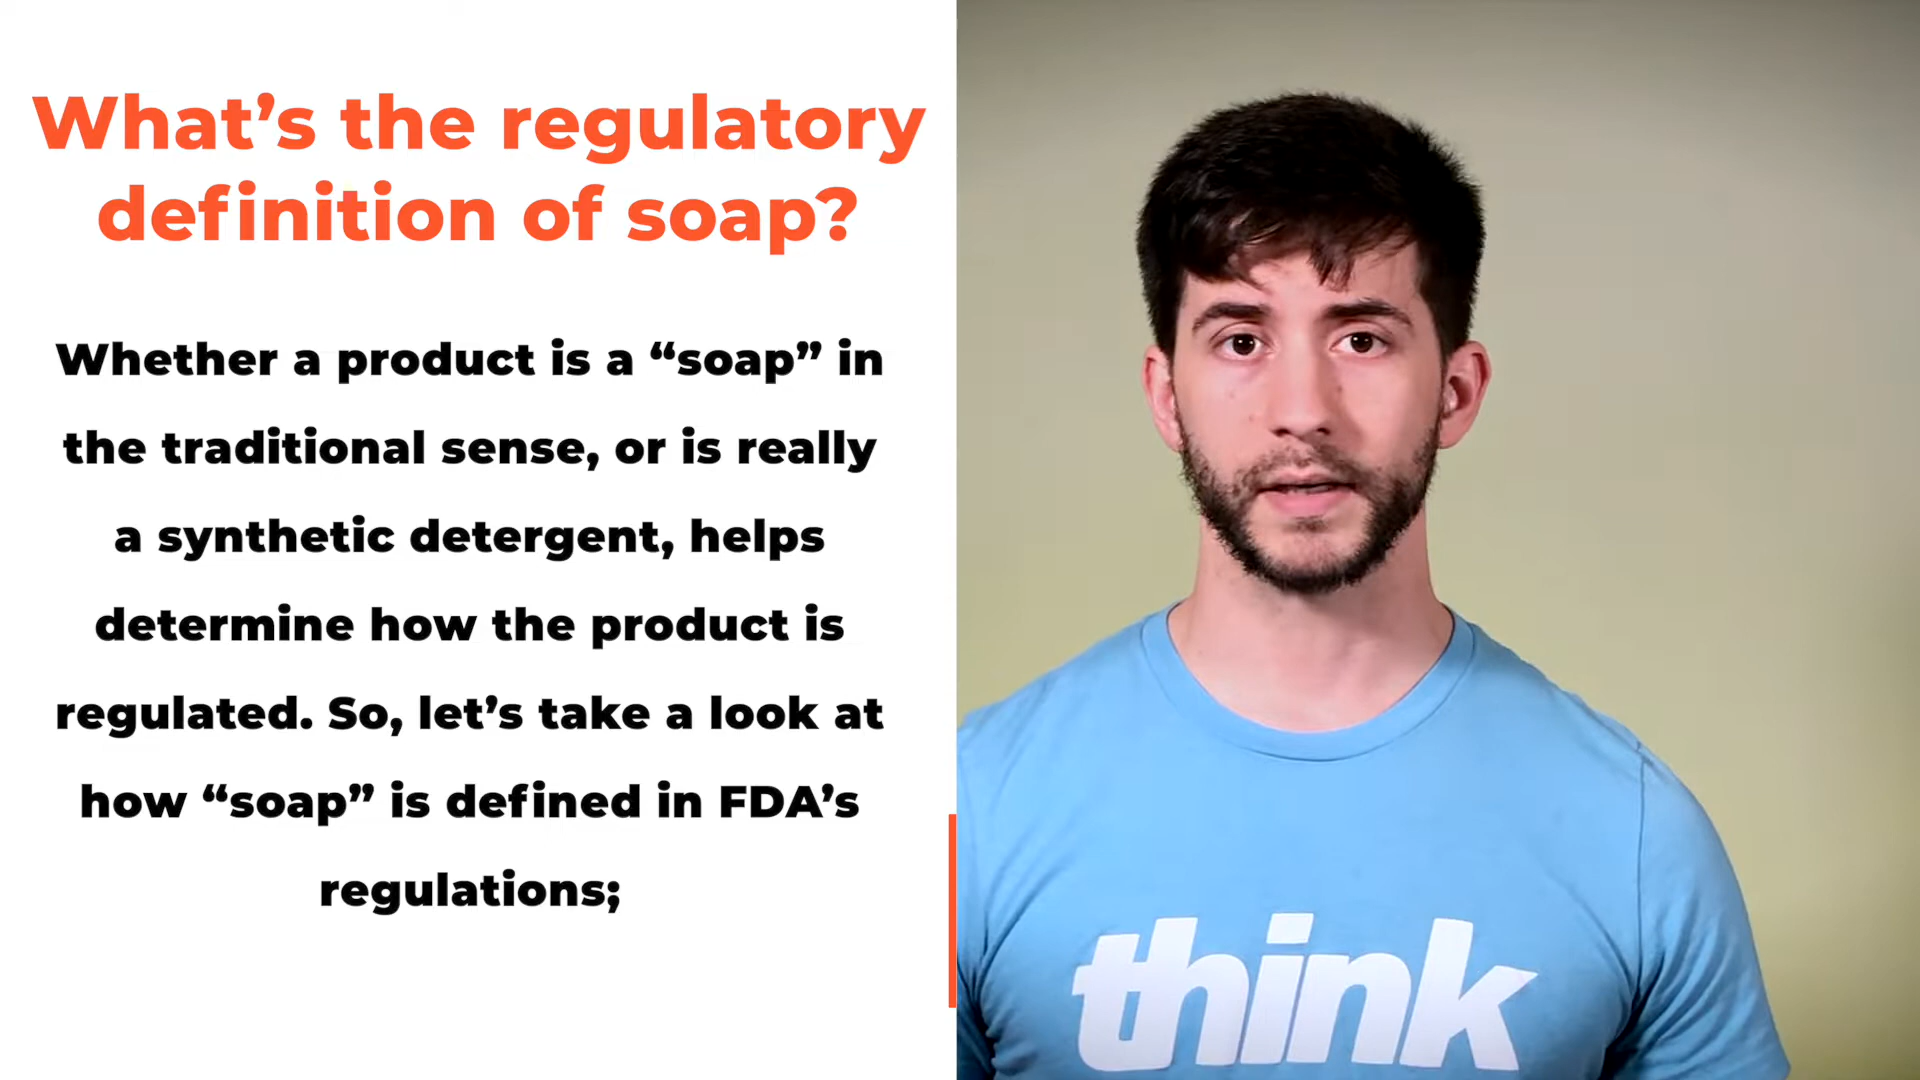 What’s the regulatory
definition of soap?
Whether a product is a “soap” in
the traditional sense, or is really
a synthetic detergent, helps
determine how the product is
regulated. So, let’s take a look at
how “soap” is defined in FDA’s
regulations;
think